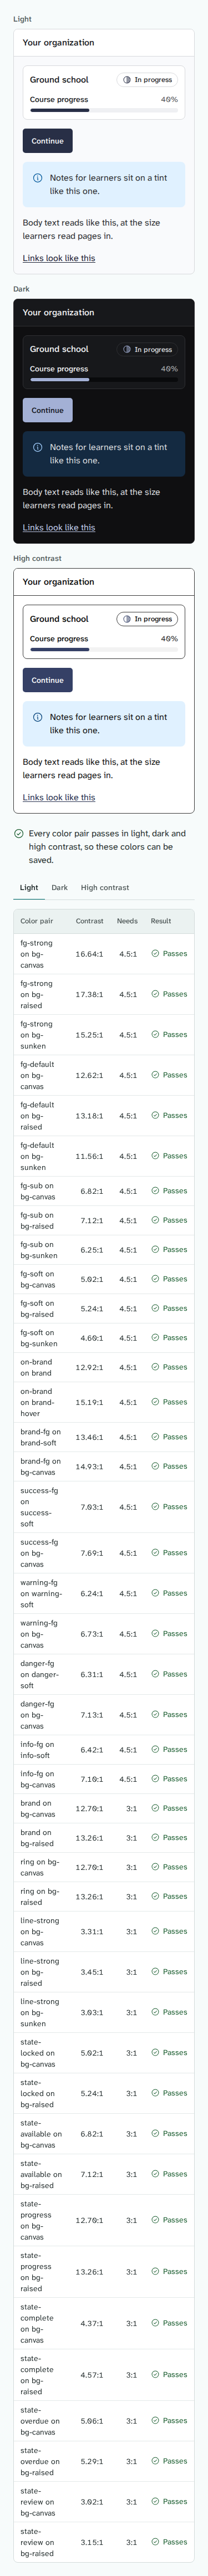 Light
Your organization
Ground school
In progress
Course progress
40%
Continue
Notes for learners sit on a tint
like this one.
Body text reads like this, at the size
learners read pages in.
Links look like this
Dark
Your organization
Ground school
In progress
Course progress
40%
Continue
Notes for learners sit on a tint
like this one.
Body text reads like this, at the size
learners read pages in.
Links look like this
High contrast
Your organization
Ground school
In progress
Course progress
40%
Continue
Notes for learners sit on a tint
like this one.
Body text reads like this, at the size
learners read pages in.
Links look like this
Every color pair passes in light, dark and
high contrast, so these colors can be
saved.
Light Dark High contrast
Color pair Contrast Needs Result
fg-strong
on bg-
canvas
16.64:1 4.5:1 Passes
fg-strong
on bg-
raised
17.38:1 4.5:1 Passes
fg-strong
on bg-
sunken
15.25:1 4.5:1 Passes
fg-default
on bg-
canvas
12.62:1 4.5:1 Passes
fg-default
on bg-
raised
13.18:1 4.5:1 Passes
fg-default
on bg-
sunken
11.56:1 4.5:1 Passes
fg-sub on
bg-canvas
6.82:1 4.5:1 Passes
fg-sub on
bg-raised
7.12:1 4.5:1 Passes
fg-sub on
bg-sunken
6.25:1 4.5:1 Passes
fg-soft on
bg-canvas
5.02:1 4.5:1 Passes
fg-soft on
bg-raised
5.24:1 4.5:1 Passes
fg-soft on
bg-sunken
4.60:1 4.5:1 Passes
on-brand
on brand
12.92:1 4.5:1 Passes
on-brand
on brand-
hover
15.19:1 4.5:1 Passes
brand-fg on
brand-soft
13.46:1 4.5:1 Passes
brand-fg on
bg-canvas
14.93:1 4.5:1 Passes
success-fg
on
success-
soft
7.03:1 4.5:1 Passes
success-fg
on bg-
canvas
7.69:1 4.5:1 Passes
warning-fg
on warning-
soft
6.24:1 4.5:1 Passes
warning-fg
on bg-
canvas
6.73:1 4.5:1 Passes
danger-fg
on danger-
soft
6.31:1 4.5:1 Passes
danger-fg
on bg-
canvas
7.13:1 4.5:1 Passes
info-fg on
info-soft
6.42:1 4.5:1 Passes
info-fg on
bg-canvas
7.10:1 4.5:1 Passes
brand on
bg-canvas
12.70:1 3:1 Passes
brand on
bg-raised
13.26:1 3:1 Passes
ring on bg-
canvas
12.70:1 3:1 Passes
ring on bg-
raised
13.26:1 3:1 Passes
line-strong
on bg-
canvas
3.31:1 3:1 Passes
line-strong
on bg-
raised
3.45:1 3:1 Passes
line-strong
on bg-
sunken
3.03:1 3:1 Passes
state-
locked on
bg-canvas
5.02:1 3:1 Passes
state-
locked on
bg-raised
5.24:1 3:1 Passes
state-
available on
bg-canvas
6.82:1 3:1 Passes
state-
available on
bg-raised
7.12:1 3:1 Passes
state-
progress
on bg-
canvas
12.70:1 3:1 Passes
state-
progress
on bg-
raised
13.26:1 3:1 Passes
state-
complete
on bg-
canvas
4.37:1 3:1 Passes
state-
complete
on bg-
raised
4.57:1 3:1 Passes
state-
overdue on
bg-canvas
5.06:1 3:1 Passes
state-
overdue on
bg-raised
5.29:1 3:1 Passes
state-
review on
bg-canvas
3.02:1 3:1 Passes
state-
review on
bg-raised
3.15:1 3:1 Passes